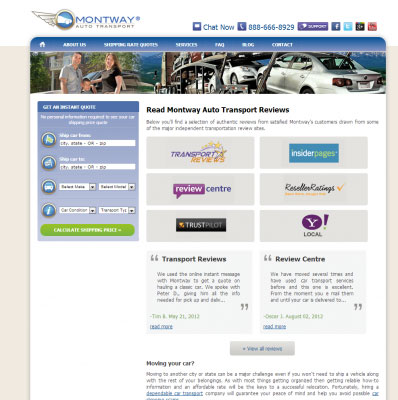 MONTWAY®
AUTO TRANSPORT
Chat Now 888-666-8929 SUPPORT
ABOUT US SHIPPING RATE QUOTES SERVICES FAQ BLOG CONTACT
GET AN INSTANT QUOTE
No personal information required to see your car
shipping price quote
Ship car from:
city, state - OR - zip
Ship car to:
city, state - OR - zip
Select Make Select Model
Car Condition Transport Typ
CALCULATE SHIPPING PRICE »
Read Montway Auto Transport Reviews
Below you'll find a selection of authentic reviews from satisfied Montway's customers drawn from some of
the major independent transportation review sites.
TRANSPORT REVIEWS
insiderpages
review centre
ResellerRatings
TRUSTPILOT
Y! LOCAL
“ Transport Reviews
We used the online instant message
with Montway to get a quote on
hauling a classic car. We spoke with
Peter D., giving him all the info
needed for pick up and deliv...
”
-Tim B. May 21, 2012
read more
“ Review Centre
We have moved several times and
have used car transport services
before and this one is excellent.
From the moment you e mail them
and until your car is delivered to...
”
-Oscar I. August 02, 2012
read more
+ View all reviews
Moving your car?
Moving to another city or state can be a major challenge even if you won't need to ship a vehicle along
with the rest of your belongings. As with most things getting organised then getting reliable how-to
information and an affordable rate will be the keys to a successful relocation. Fortunately, hiring a
dependable car transport company will guarantee your peace of mind and help you avoid possible car